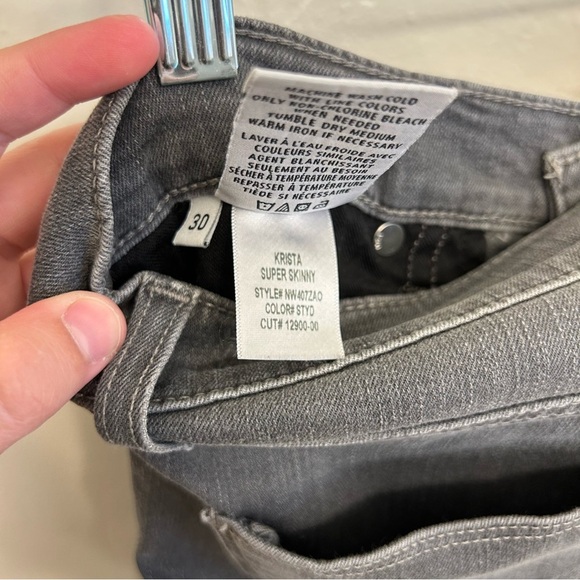 MACHINE WASH COLD
WITH LIKE COLORS
ONLY NON-CHLORINE BLEACH
WHEN NEEDED
TUMBLE DRY MEDIUM
WARM IRON IF NECESSARY
LAVER À L'EAU FROIDE AVEC
COULEURS SIMILAIRES
AGENT BLANCHISSANT
SEULEMENT AU BESOIN
SÉCHER À TEMPÉRATURE MOYENNE
REPASSER À TEMPÉRATURE
TIÈDE SI NÉCESSAIRE
30
KRISTA
SUPER SKINNY
STYLE# NW407ZAO
COLOR# STYD
CUT# 12900-00